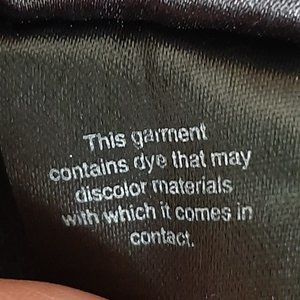 This garment
contains dye that may
discolor materials
with which it comes in
contact.